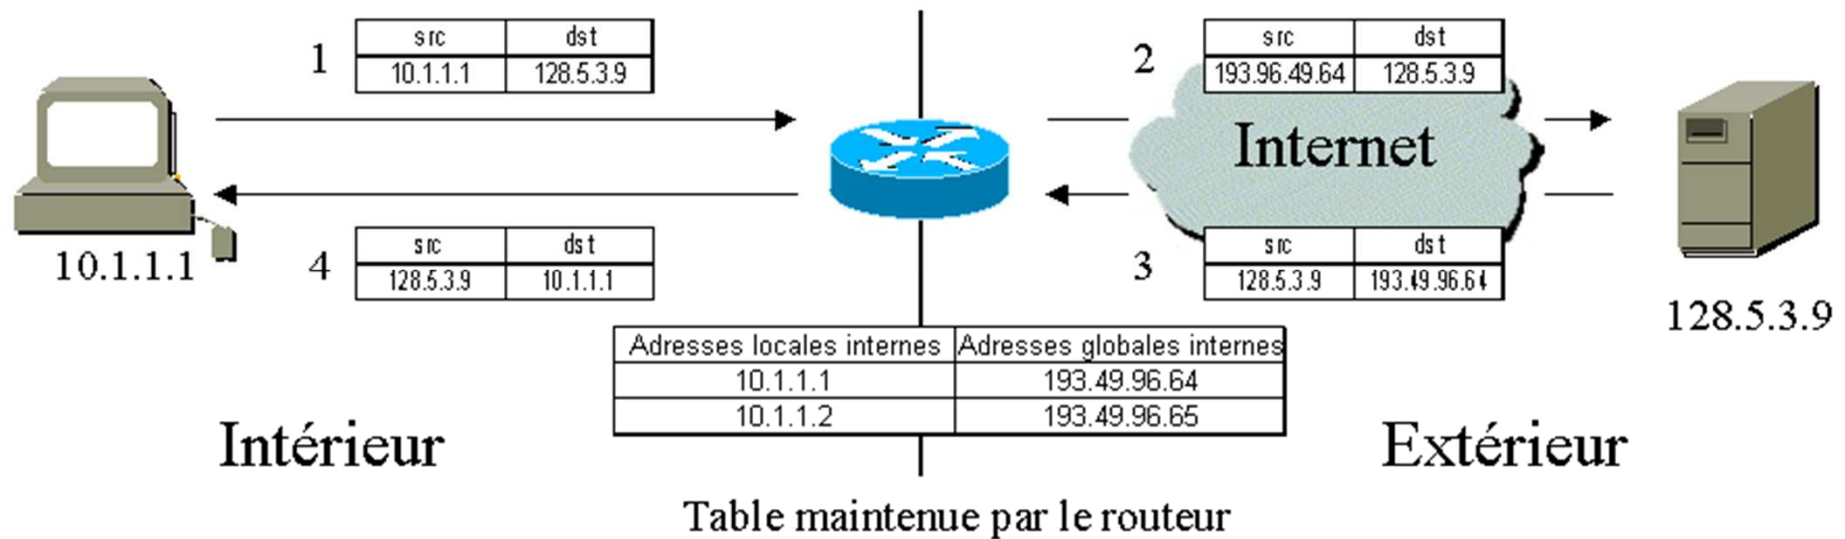 1
src dst
10.1.1.1 128.5.3.9
2
src dst
193.96.49.64 128.5.3.9
Internet
10.1.1.1
4
src dst
128.5.3.9 10.1.1.1
3
src dst
128.5.3.9 193.49.96.64
128.5.3.9
Adresses locales internes Adresses globales internes
10.1.1.1 193.49.96.64
10.1.1.2 193.49.96.65
Intérieur
Extérieur
Table maintenue par le routeur